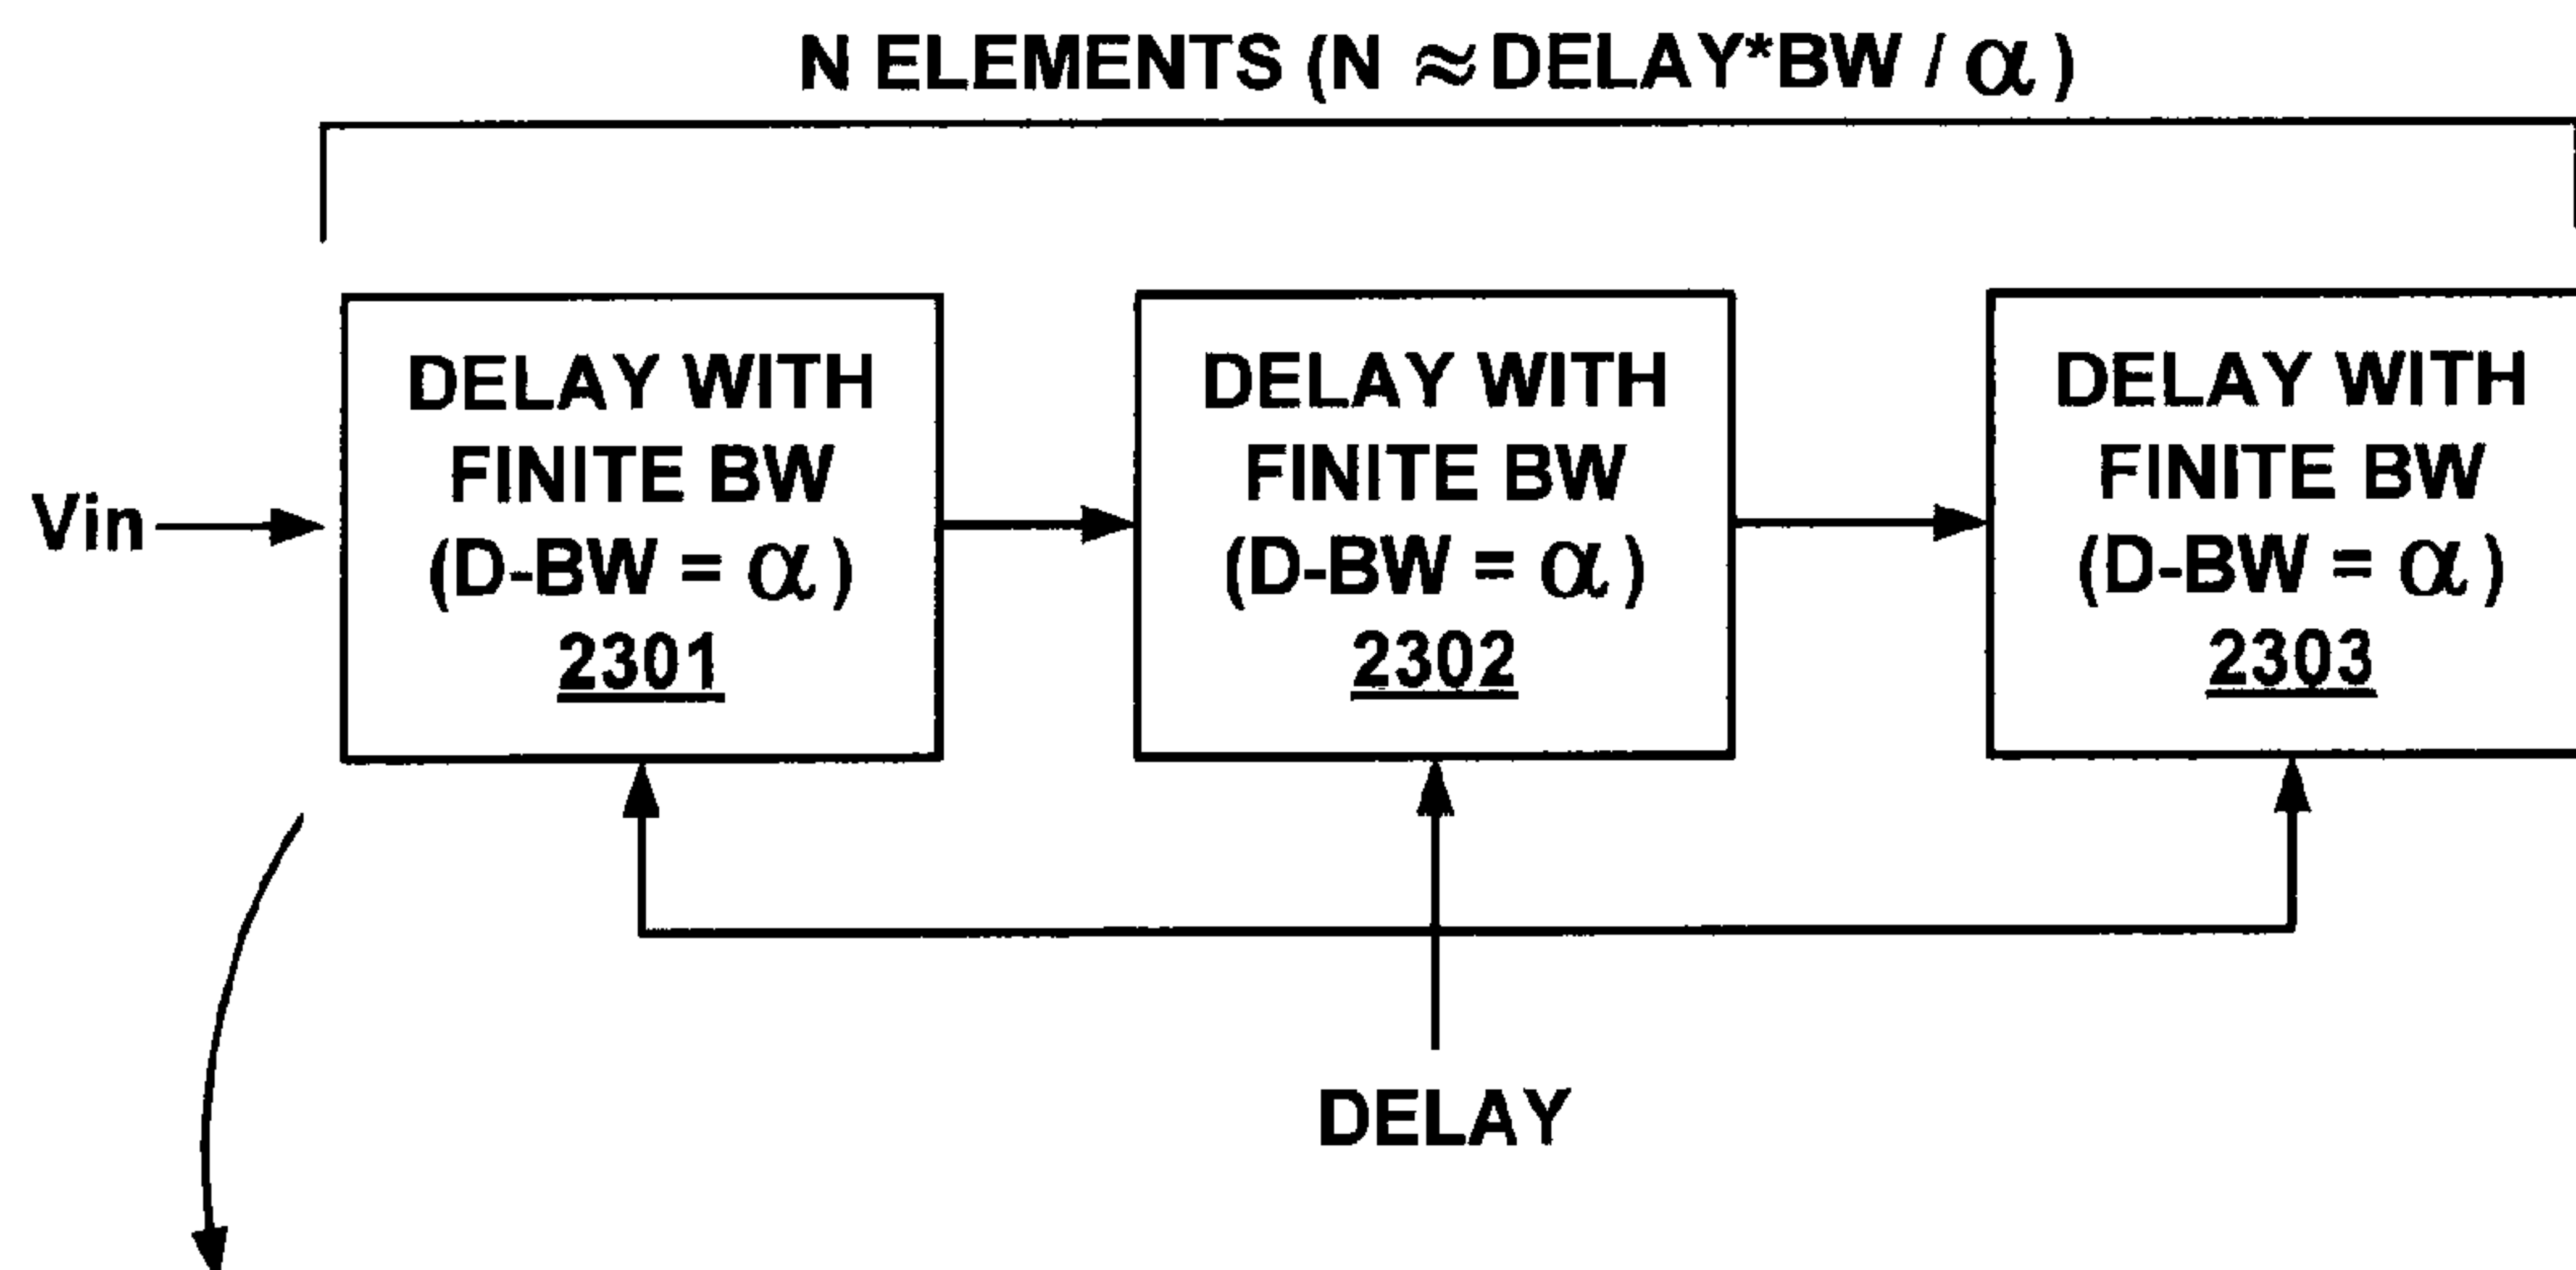 N ELEMENTS (N ≈ DELAY*BW / α )
Vin
DELAY WITH
FINITE BW
(D-BW = α )
2301
DELAY WITH
FINITE BW
(D-BW = α )
2302
DELAY WITH
FINITE BW
(D-BW = α )
2303
DELAY